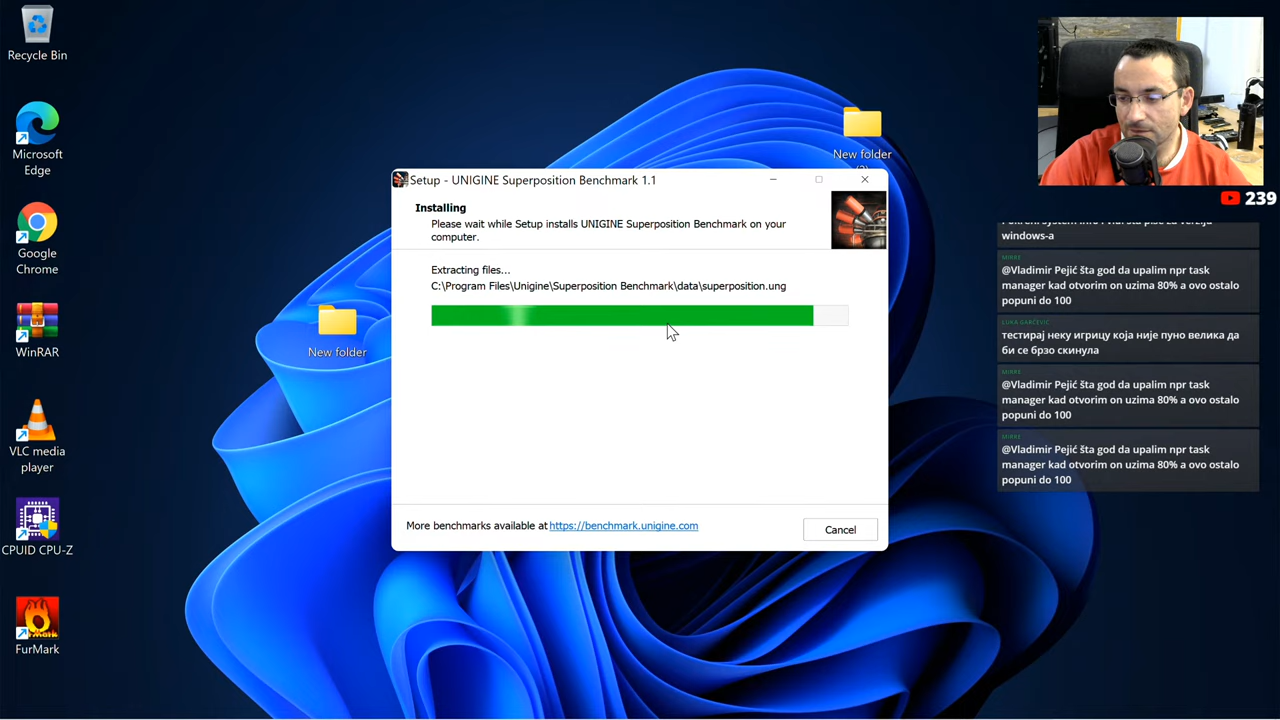 Recycle Bin
Microsoft
Edge
Google
Chrome
WinRAR
VLC media
player
CPUID CPU-Z
FurMark
New folder
New folder
Setup - UNIGINE Superposition Benchmark 1.1
Installing
Please wait while Setup installs UNIGINE Superposition Benchmark on your
computer.
Extracting files...
C:\Program Files\Unigine\Superposition Benchmark\data\superposition.ung
More benchmarks available at https://benchmark.unigine.com
Cancel
239
windows-a
MIRRE
@Vladimir Pejić šta god da upalim npr task
manager kad otvorim on uzima 80% a ovo ostalo
popuni do 100
LUKA GARČEVIĆ
тестирај неку игрицу која није пуно велика да
би се брзо скинула
MIRRE
@Vladimir Pejić šta god da upalim npr task
manager kad otvorim on uzima 80% a ovo ostalo
popuni do 100
MIRRE
@Vladimir Pejić šta god da upalim npr task
manager kad otvorim on uzima 80% a ovo ostalo
popuni do 100